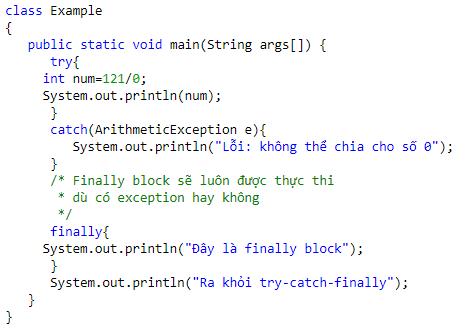 class Example
{
   public static void main(String args[]) {
      try{
     int num=121/0;
     System.out.println(num);
      }
      catch(ArithmeticException e){
         System.out.println("Lỗi: không thể chia cho số 0");
      }
      /* Finally block sẽ luôn được thực thi
       * dù có exception hay không
       */
      finally{
     System.out.println("Đây là finally block");
      }
      System.out.println("Ra khỏi try-catch-finally");
   }
}